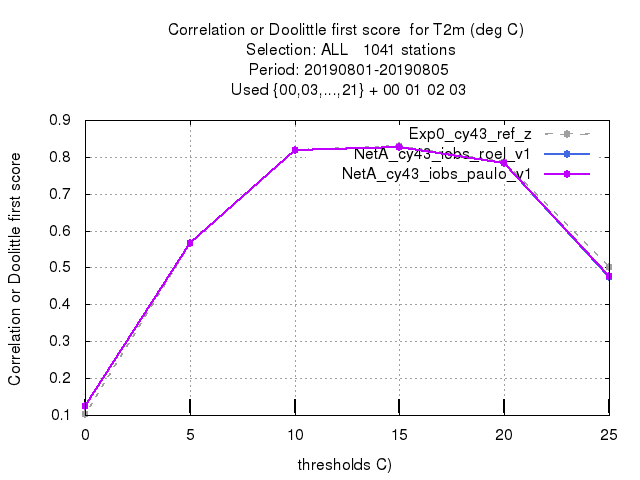 Correlation or Doolittle first score  for T2m (deg C)
Selection: ALL   1041 stations
Period: 20190801-20190805
Used {00,03,...,21} + 00 01 02 03
Correlation or Doolittle first score
0.9
0.8
0.7
0.6
0.5
0.4
0.3
0.2
0.1
Exp0_cy43_ref_z
NetA_cy43_iobs_roel_v1
NetA_cy43_iobs_paulo_v1
0 5 10 15 20 25
thresholds C)